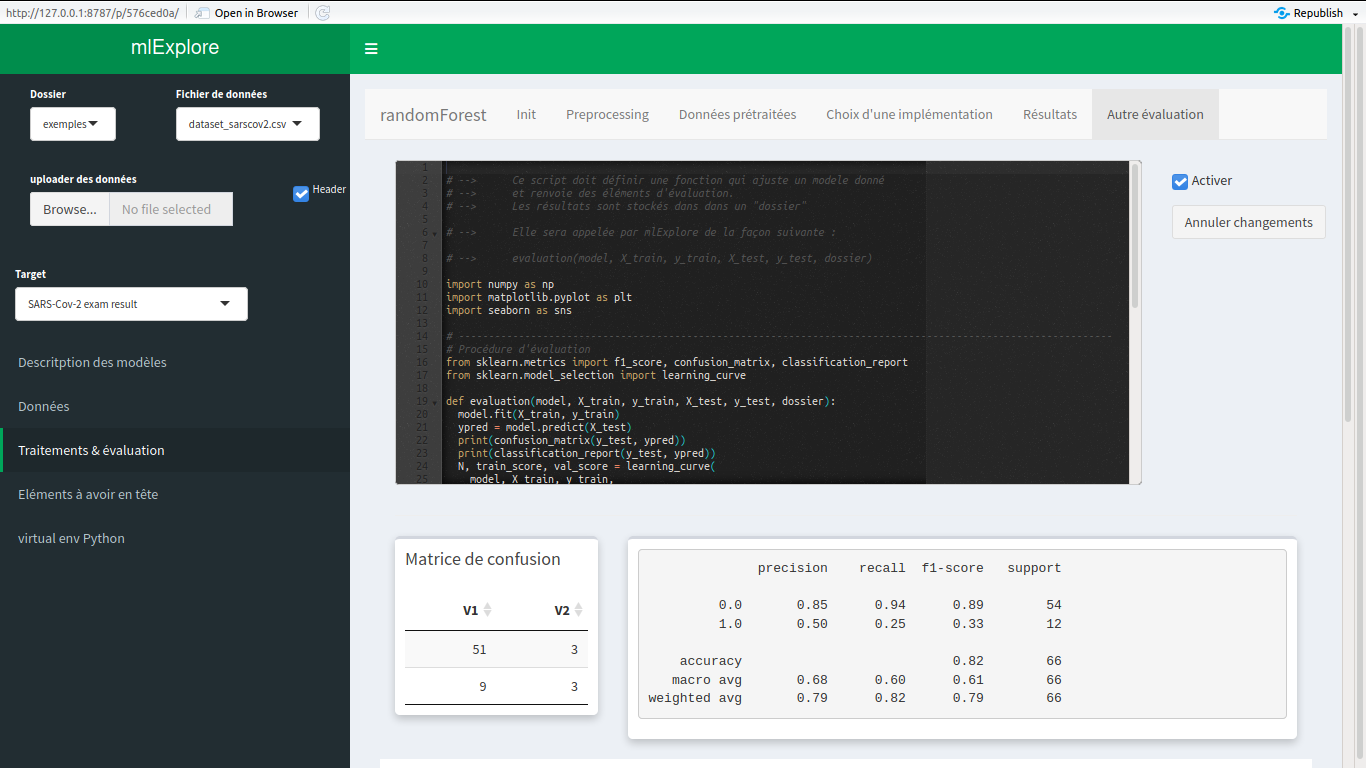 http://127.0.0.1:8787/p/576ced0a/ Open in Browser Republish
mlExplore
Dossier Fichier de données
exemples dataset_sarscov2.csv
uploader des données
Header
Browse... No file selected
Target
SARS-Cov-2 exam result
Descritption des modèles
Données
Traitements & évaluation
Eléments à avoir en tête
virtual env Python
randomForest Init Preprocessing Données prétraitées Choix d'une implémentation Résultats Autre évaluation
1
2 # --> Ce script doit définir une fonction qui ajuste un modele donné
3 # --> et renvoie des éléments d'évaluation.
4 # --> Les résultats sont stockés dans dans un "dossier"
5
6 # --> Elle sera appelée par mlExplore de la façon suivante :
7
8 # --> evaluation(model, X_train, y_train, X_test, y_test, dossier)
9
10 import numpy as np
11 import matplotlib.pyplot as plt
12 import seaborn as sns
13
14 # ------------------------------------------------------------------------------------------------------------
15 # Procédure d'évaluation
16 from sklearn.metrics import f1_score, confusion_matrix, classification_report
17 from sklearn.model_selection import learning_curve
18
19 def evaluation(model, X_train, y_train, X_test, y_test, dossier):
20 model.fit(X_train, y_train)
21 ypred = model.predict(X_test)
22 print(confusion_matrix(y_test, ypred))
23 print(classification_report(y_test, ypred))
24 N, train_score, val_score = learning_curve(
25 model, X_train, y_train,
Activer
Annuler changements
Matrice de confusion
V1 V2
51 3
9 3
precision recall f1-score support
0.0 0.85 0.94 0.89 54
1.0 0.50 0.25 0.33 12
accuracy 0.82 66
macro avg 0.68 0.60 0.61 66
weighted avg 0.79 0.82 0.79 66